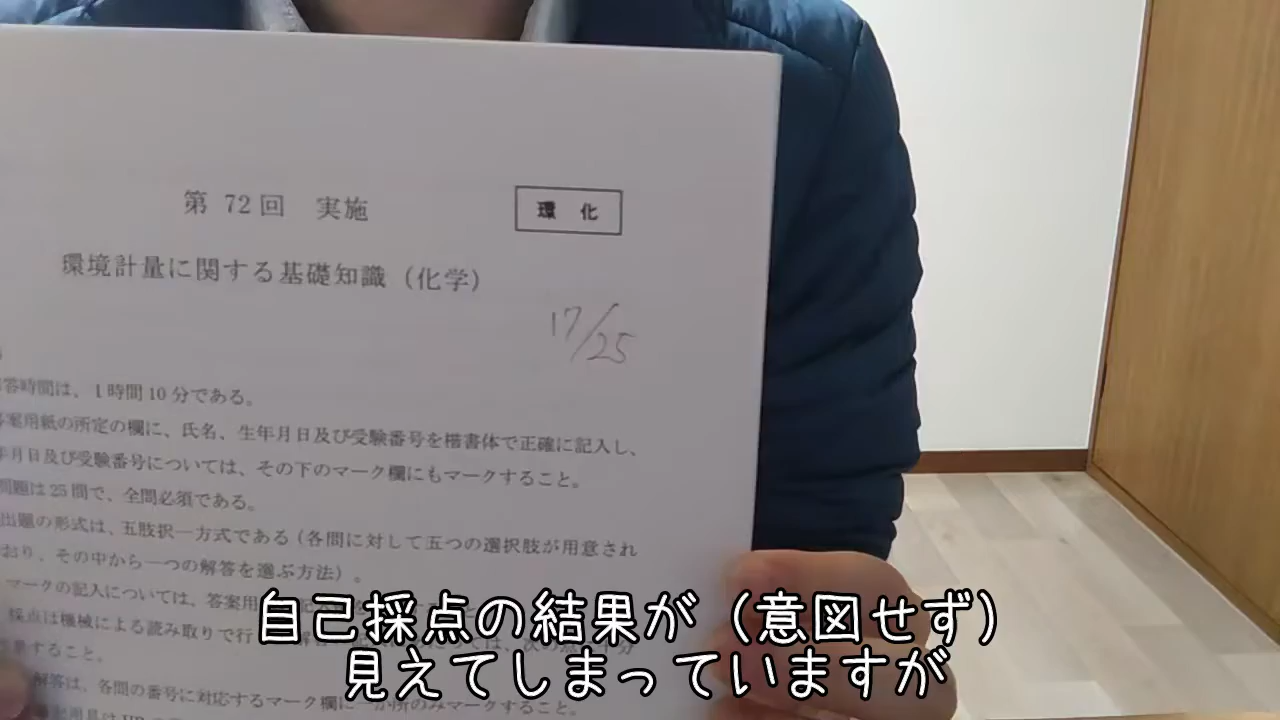 第 72 回 実施
環 化
環境計量に関する基礎知識（化学）
17/25
答時間は、1時間10分である。
案用紙の所定の欄に、氏名、生年月日及び受験番号を楷書体で正確に記入し、
年月日及び受験番号については、その下のマーク欄にもマークすること。
問題は25問で、全問必須である。
出題の形式は、五肢択一方式である（各問に対して五つの選択肢が用意され
おり、その中から一つの解答を選ぶ方法）。
マークの記入については、答案用
採点は機械による読み取りで行
すること。
解答は、各問の番号に対応するマーク欄に一か所のみマークすること。
自己採点の結果が（意図せず）
見えてしまっていますが